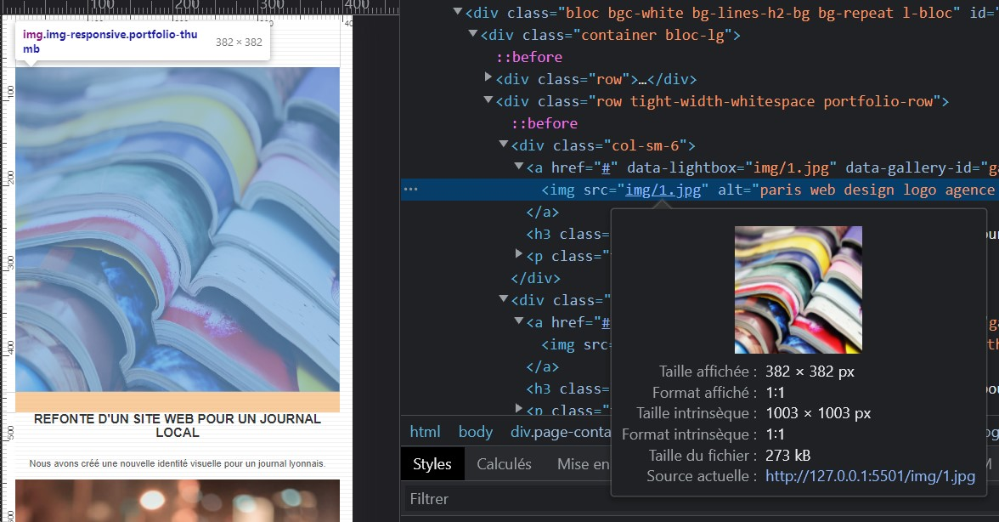 100 200 300 400
img.img-responsive.portfolio-thu
mb
382 × 382
100
200
300
400
500
REFONTE D'UN SITE WEB POUR UN JOURNAL
LOCAL
Nous avons créé une nouvelle identité visuelle pour un journal lyonnais.
<div class="bloc bgc-white bg-lines-h2-bg bg-repeat l-bloc" id=
<div class="container bloc-lg">
::before
<div class="row">…</div>
<div class="row tight-width-whitespace portfolio-row">
::before
<div class="col-sm-6">
<a href="#" data-lightbox="img/1.jpg" data-gallery-id="g
<img src="img/1.jpg" alt="paris web design logo agence
</a>
<h3 class=
<p class="
</div>
<div class="
<a href="#
<img src=
</a>
<h3 class=
<p class="
html body div.page-conta
Styles Calculés Mise en
Filtrer
Taille affichée : 382 × 382 px
Format affiché : 1:1
Taille intrinsèque : 1003 × 1003 px
Format intrinsèque : 1:1
Taille du fichier : 273 kB
Source actuelle : http://127.0.0.1:5501/img/1.jpg